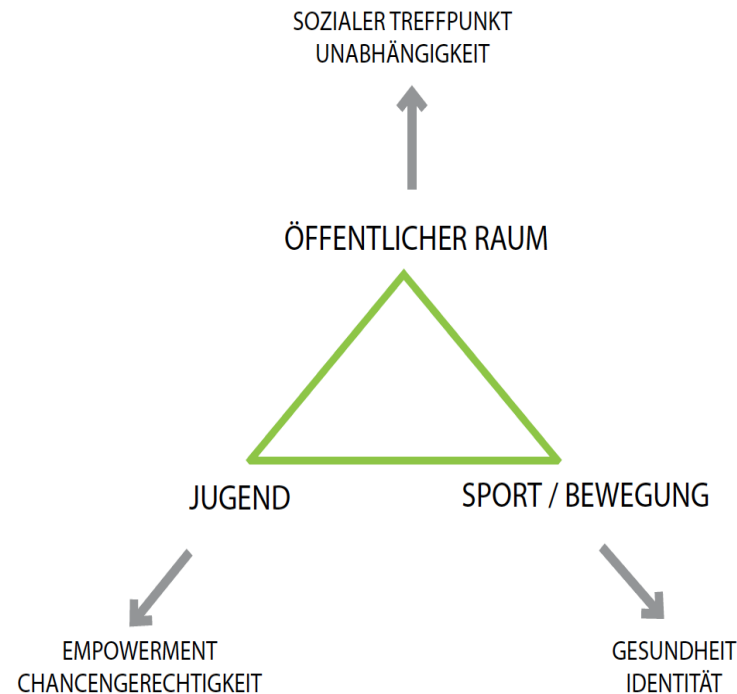 SOZIALER TREFFPUNKT
UNABHÄNGIGKEIT
ÖFFENTLICHER RAUM
JUGEND
SPORT / BEWEGUNG
EMPOWERMENT
CHANCENGERECHTIGKEIT
GESUNDHEIT
IDENTITÄT